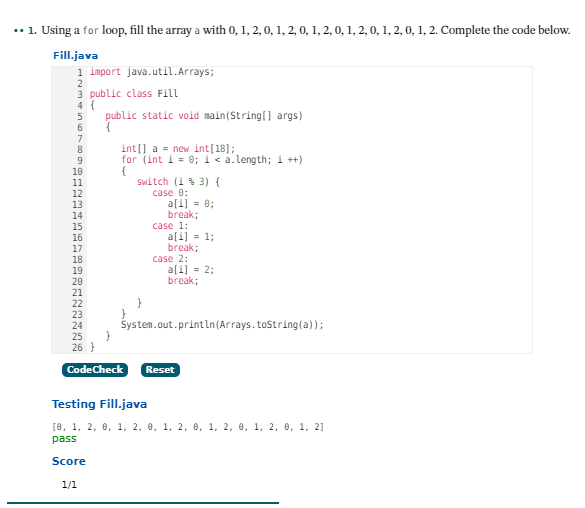 •• 1. Using a for loop, fill the array a with 0, 1, 2, 0, 1, 2, 0, 1, 2, 0, 1, 2, 0, 1, 2, 0, 1, 2. Complete the code below.
Fill.java
1 import java.util.Arrays;
2
3 public class Fill
4 {
5 public static void main(String[] args)
6 {
7
8 int[] a = new int[18];
9 for (int i = 0; i < a.length; i ++)
10 {
11 switch (i % 3) {
12 case 0:
13 a[i] = 0;
14 break;
15 case 1:
16 a[i] = 1;
17 break;
18 case 2:
19 a[i] = 2;
20 break;
21
22 }
23 }
24 System.out.println(Arrays.toString(a));
25 }
26 }
CodeCheck Reset
Testing Fill.java
[0, 1, 2, 0, 1, 2, 0, 1, 2, 0, 1, 2, 0, 1, 2, 0, 1, 2]
pass
Score
1/1